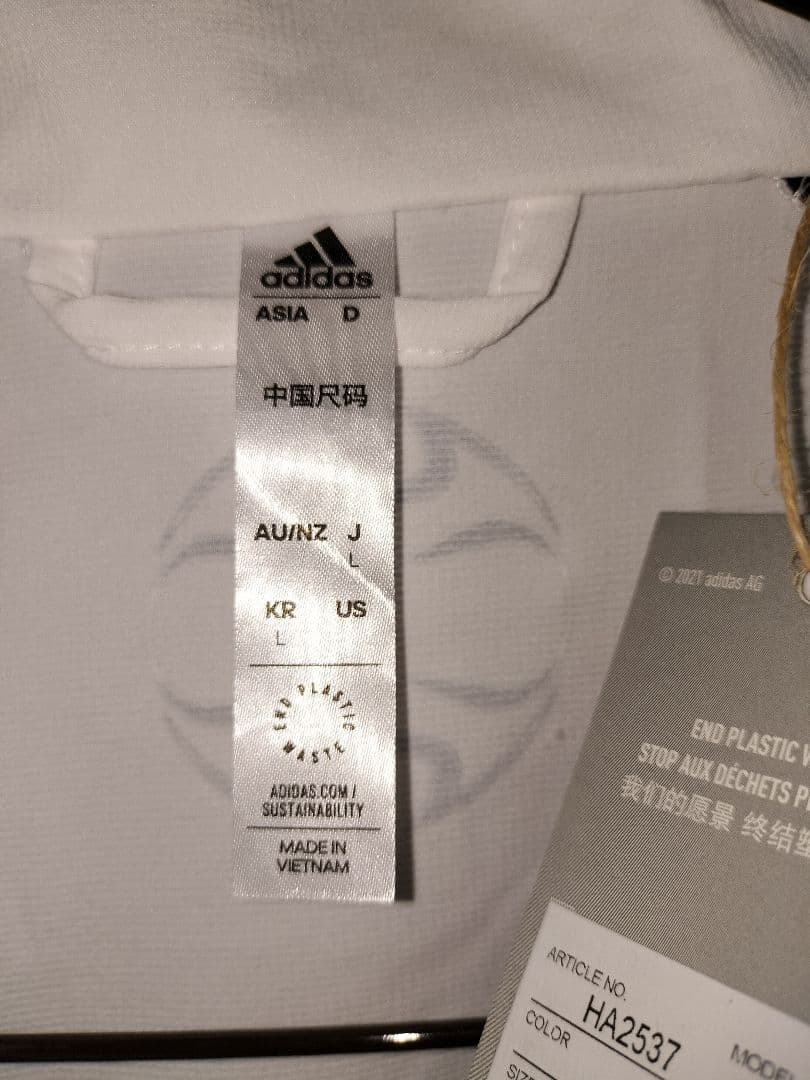 adidas
ASIA D
中国尺码
AU/NZ J
L
KR US
L
END PLASTIC WASTE
ADIDAS.COM/
SUSTAINABILITY
MADE IN
VIETNAM
© 2021 adidas AG
END PLASTIC
STOP AUX DÉCHETS
我们的愿景 终结
ARTICLE NO.
HA2537
COLOR